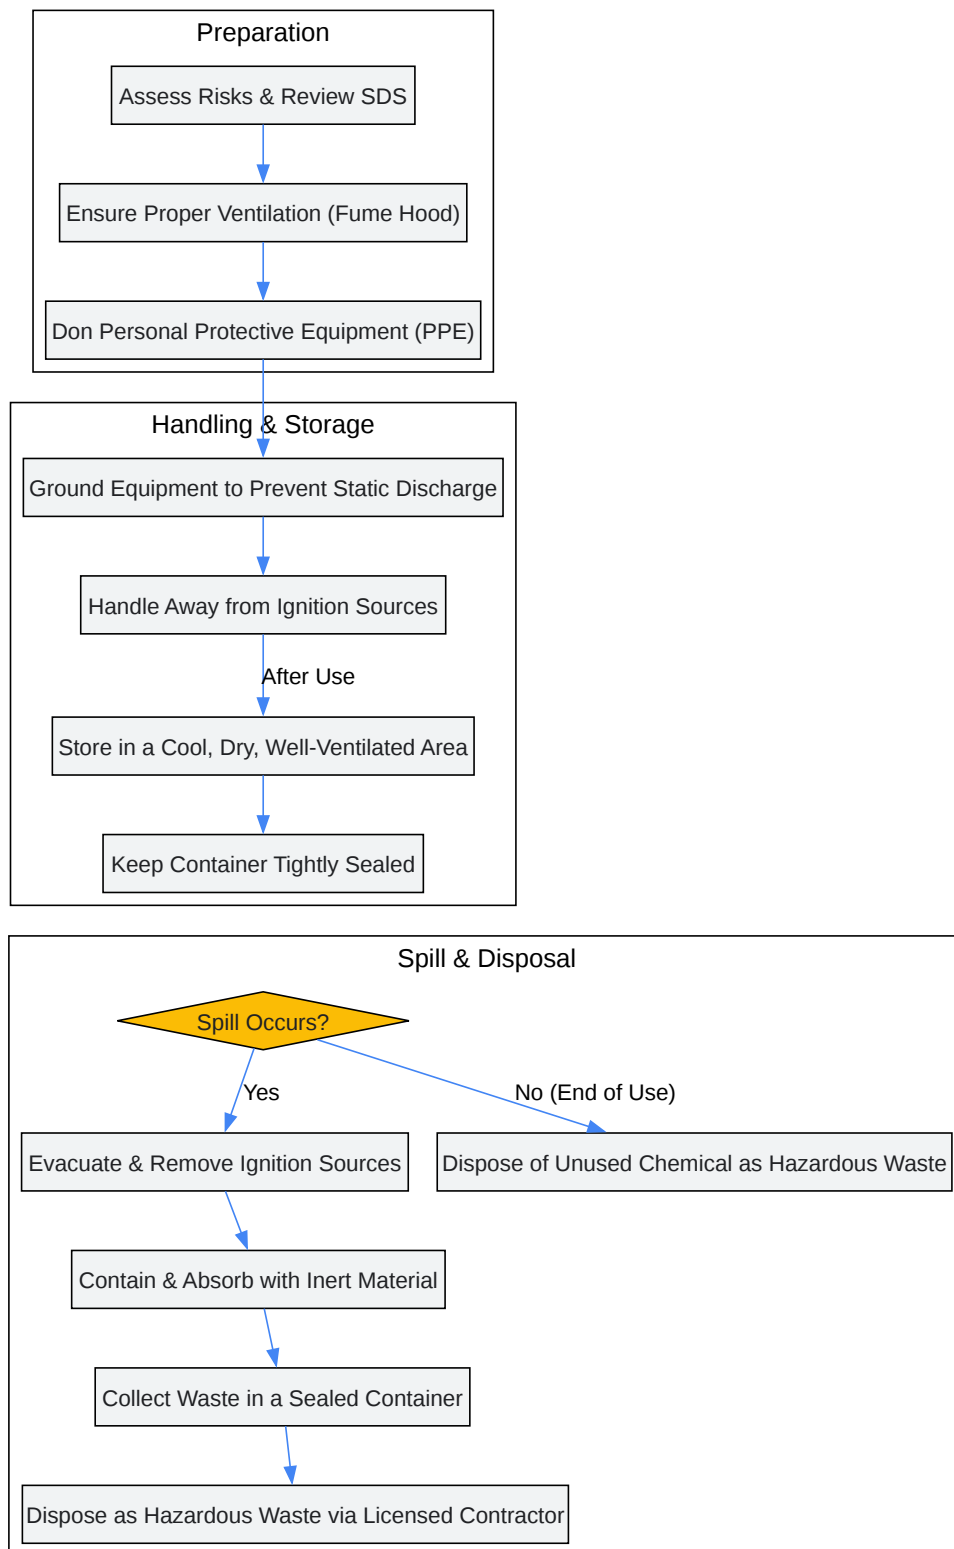 Preparation
Assess Risks & Review SDS
Ensure Proper Ventilation (Fume Hood)
Don Personal Protective Equipment (PPE)
Handling & Storage
Ground Equipment to Prevent Static Discharge
Handle Away from Ignition Sources
After Use
Store in a Cool, Dry, Well-Ventilated Area
Keep Container Tightly Sealed
Spill & Disposal
Spill Occurs?
Yes
No (End of Use)
Evacuate & Remove Ignition Sources
Dispose of Unused Chemical as Hazardous Waste
Contain & Absorb with Inert Material
Collect Waste in a Sealed Container
Dispose as Hazardous Waste via Licensed Contractor